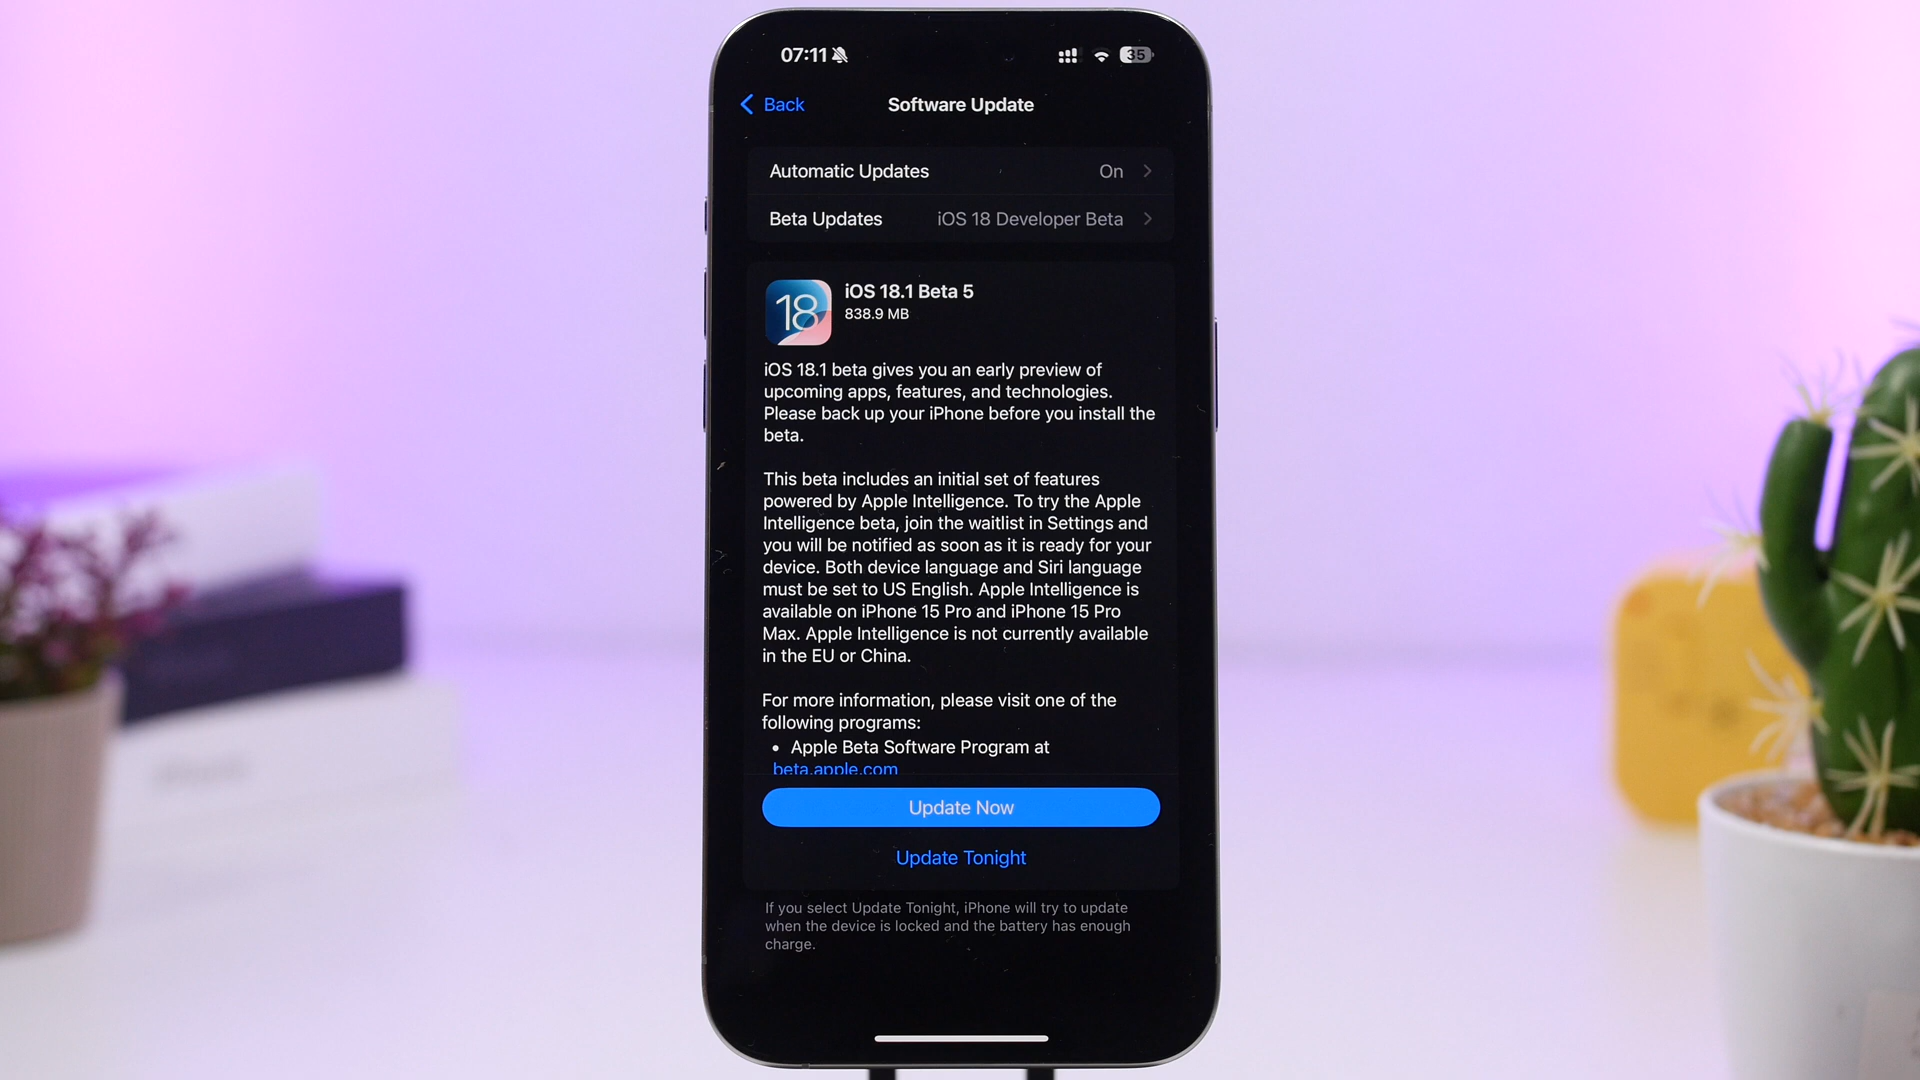 07:11
35
Back
Software Update
Automatic Updates On
Beta Updates iOS 18 Developer Beta
18
iOS 18.1 Beta 5
838.9 MB
iOS 18.1 beta gives you an early preview of
upcoming apps, features, and technologies.
Please back up your iPhone before you install the
beta.
This beta includes an initial set of features
powered by Apple Intelligence. To try the Apple
Intelligence beta, join the waitlist in Settings and
you will be notified as soon as it is ready for your
device. Both device language and Siri language
must be set to US English. Apple Intelligence is
available on iPhone 15 Pro and iPhone 15 Pro
Max. Apple Intelligence is not currently available
in the EU or China.
For more information, please visit one of the
following programs:
• Apple Beta Software Program at
beta.apple.com
Update Now
Update Tonight
If you select Update Tonight, iPhone will try to update
when the device is locked and the battery has enough
charge.